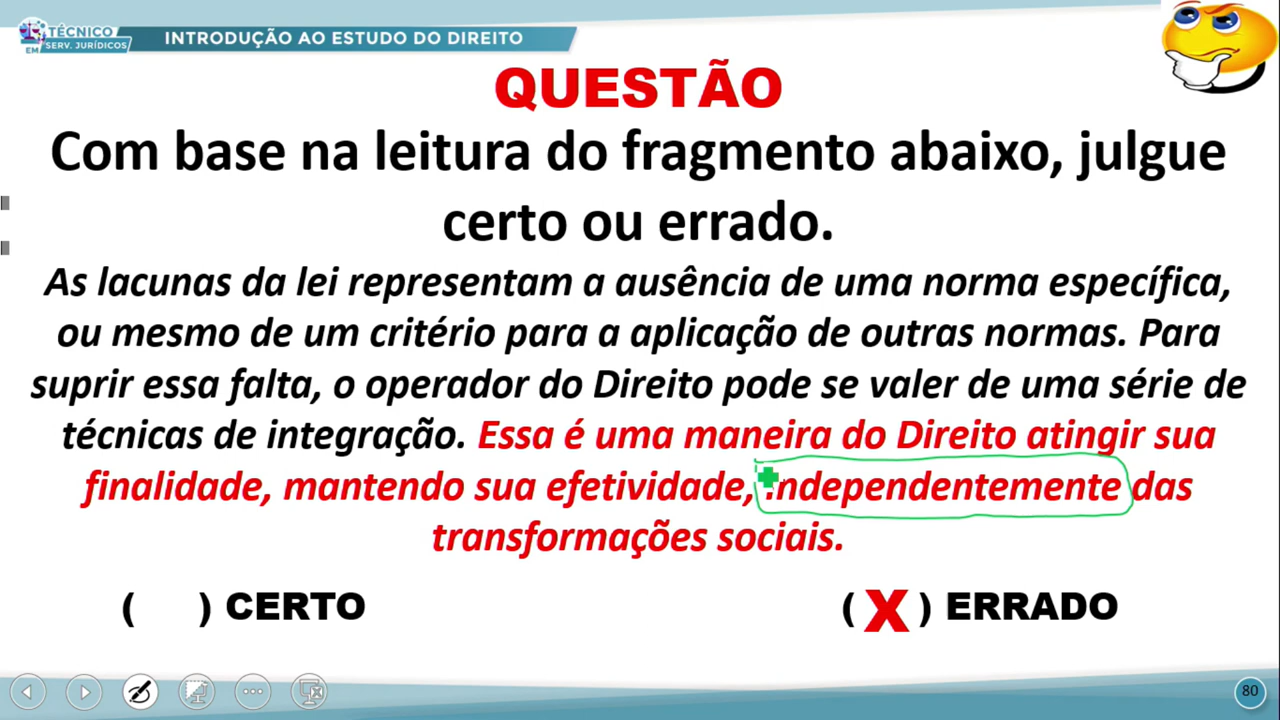 TÉCNICO
EM SERV. JURÍDICOS
INTRODUÇÃO AO ESTUDO DO DIREITO
QUESTÃO
Com base na leitura do fragmento abaixo, julgue
certo ou errado.
As lacunas da lei representam a ausência de uma norma específica,
ou mesmo de um critério para a aplicação de outras normas. Para
suprir essa falta, o operador do Direito pode se valer de uma série de
técnicas de integração. Essa é uma maneira do Direito atingir sua
finalidade, mantendo sua efetividade, independentemente das
transformações sociais.
( ) CERTO ( X ) ERRADO
80